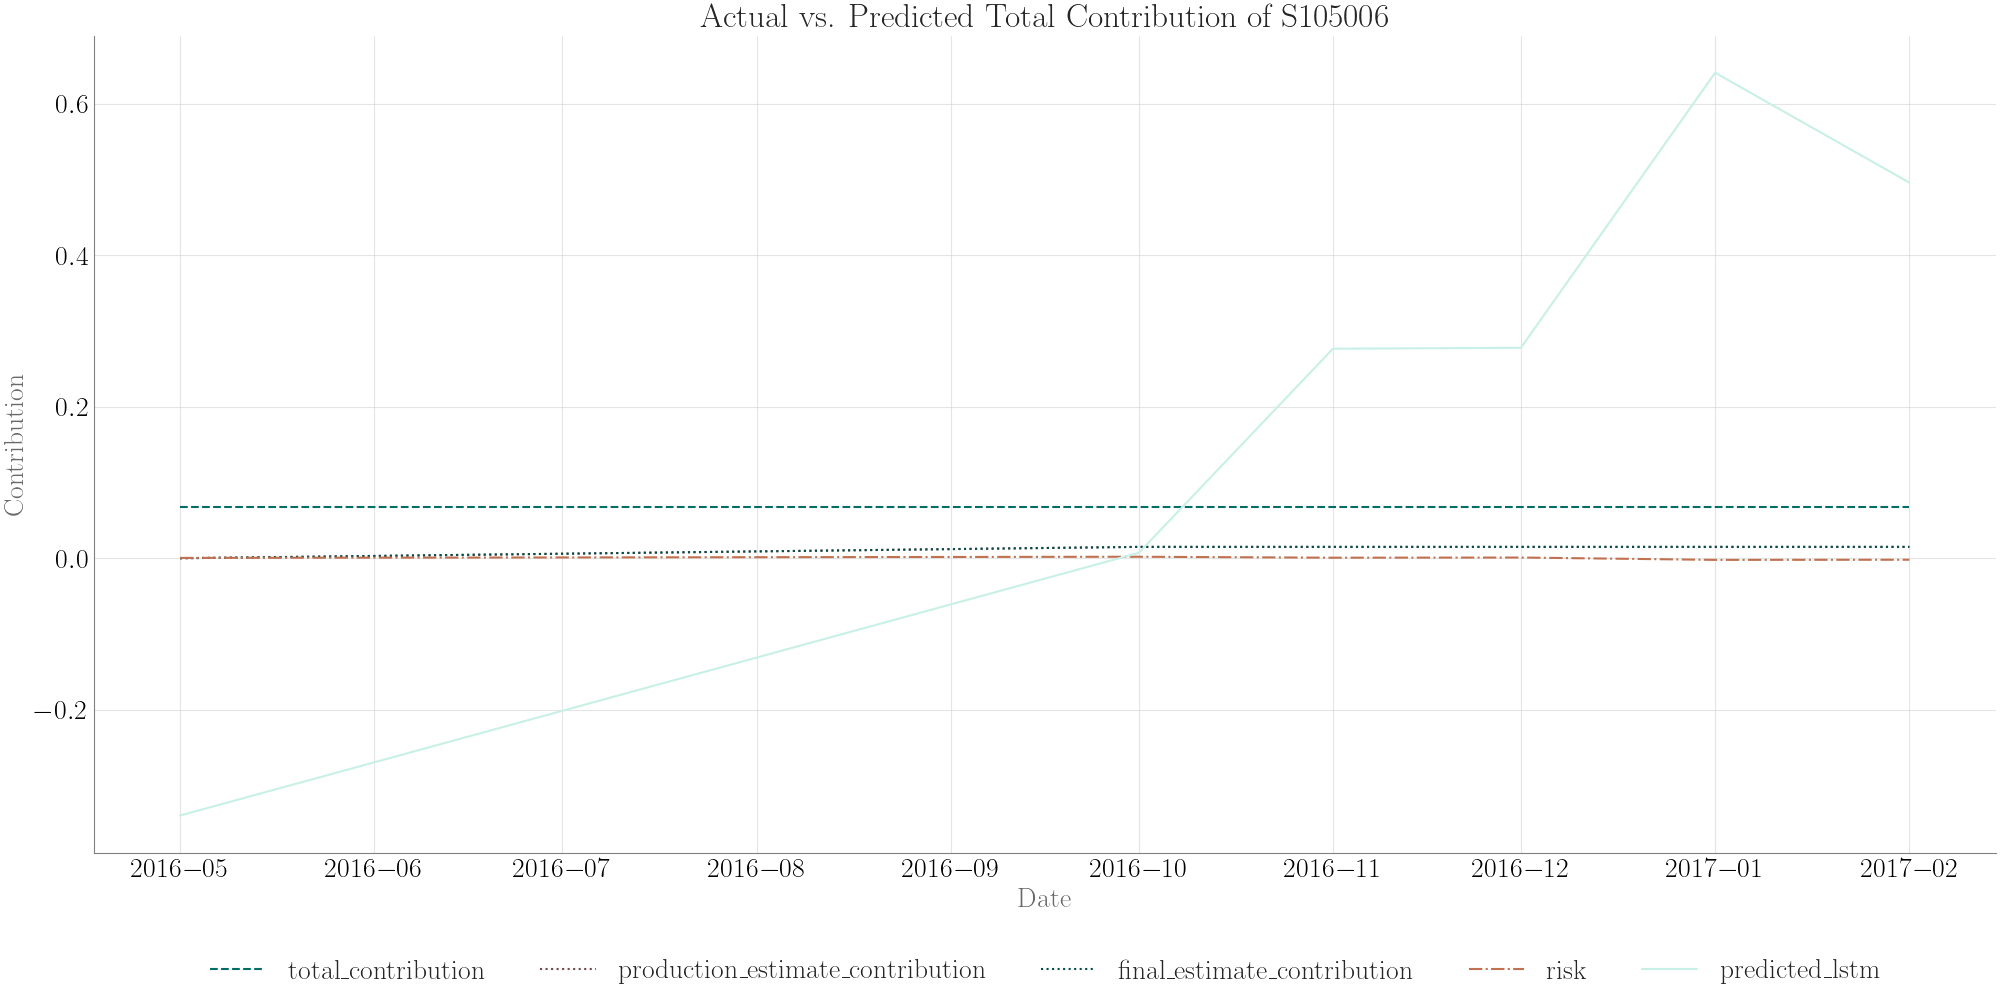 Actual vs. Predicted Total Contribution of S105006
Contribution
0.6
0.4
0.2
0.0
−0.2
2016−05 2016−06 2016−07 2016−08 2016−09 2016−10 2016−11 2016−12 2017−01 2017−02
Date
total_contribution production_estimate_contribution final_estimate_contribution risk predicted_lstm